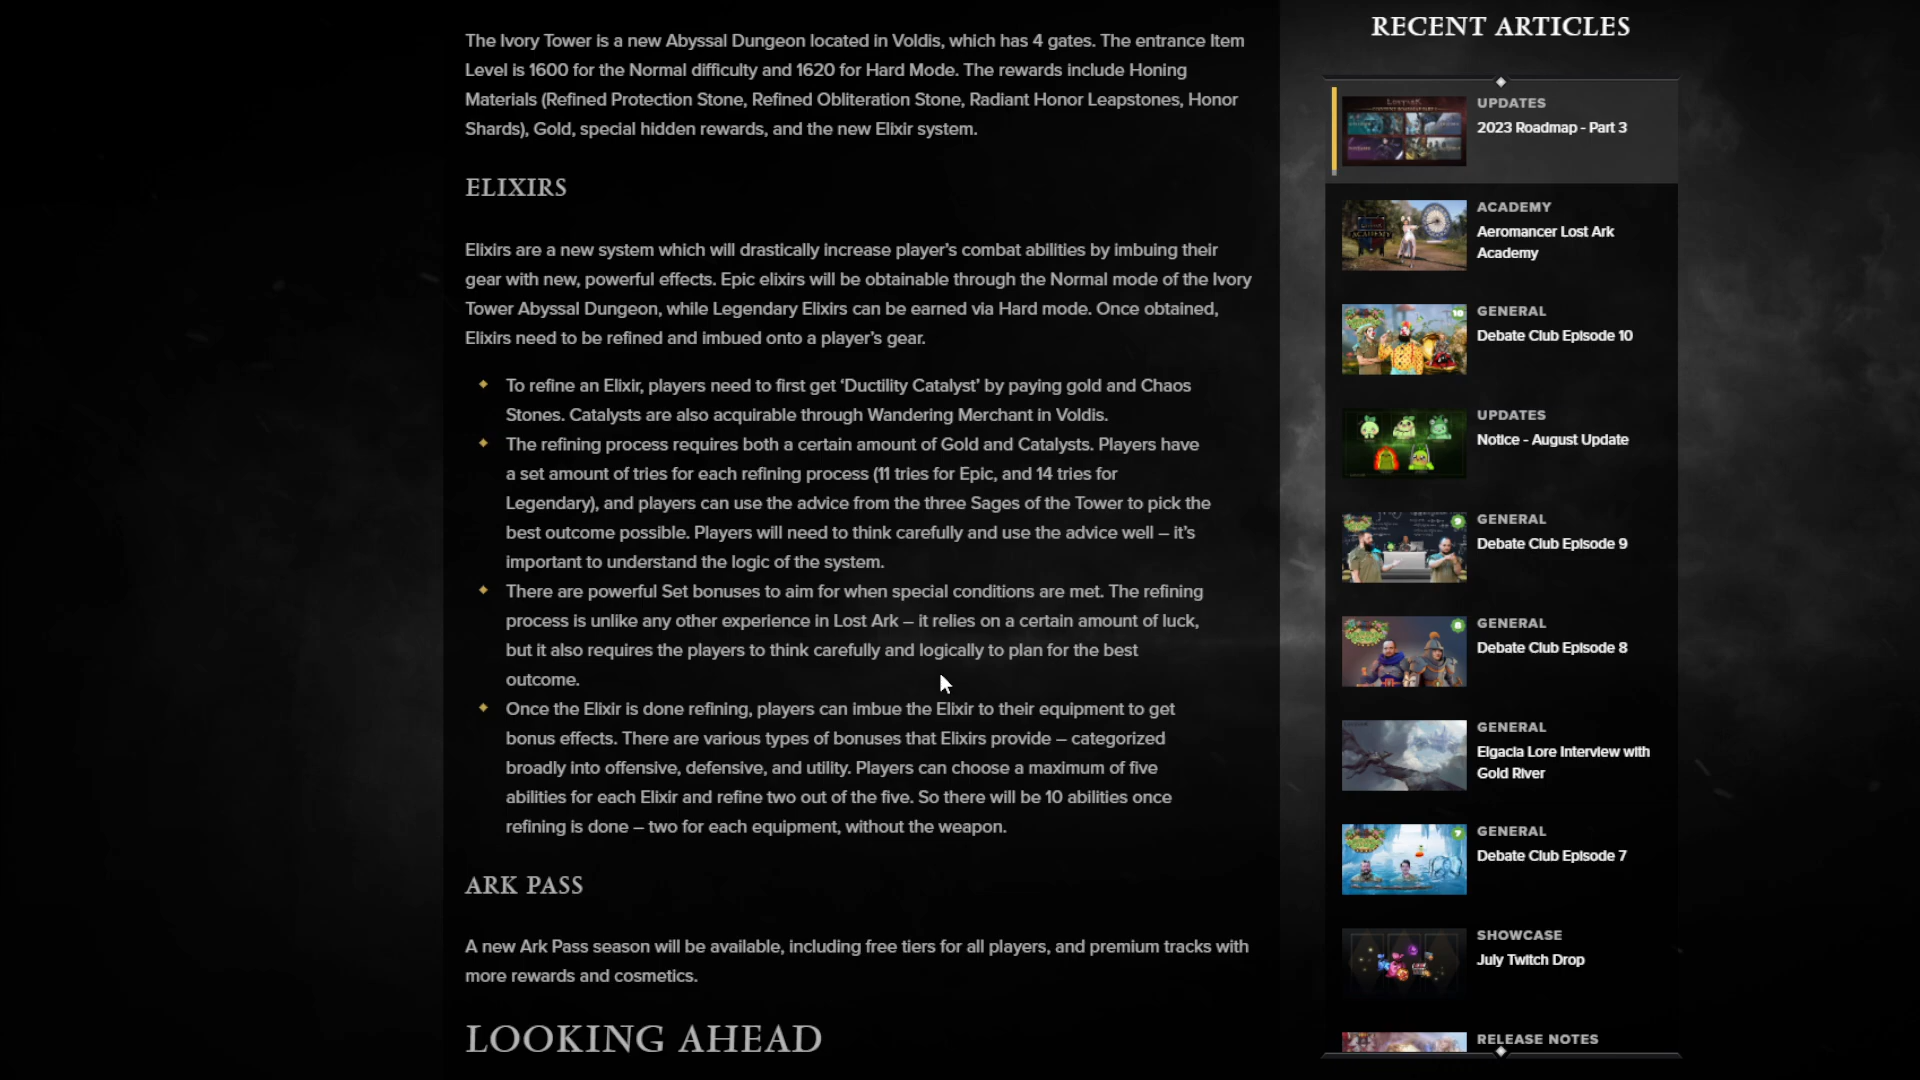 The Ivory Tower is a new Abyssal Dungeon located in Voldis, which has 4 gates. The entrance Item
Level is 1600 for the Normal difficulty and 1620 for Hard Mode. The rewards include Honing
Materials (Refined Protection Stone, Refined Obliteration Stone, Radiant Honor Leapstones, Honor
Shards), Gold, special hidden rewards, and the new Elixir system.
ELIXIRS
Elixirs are a new system which will drastically increase player’s combat abilities by imbuing their
gear with new, powerful effects. Epic elixirs will be obtainable through the Normal mode of the Ivory
Tower Abyssal Dungeon, while Legendary Elixirs can be earned via Hard mode. Once obtained,
Elixirs need to be refined and imbued onto a player’s gear.
To refine an Elixir, players need to first get ‘Ductility Catalyst’ by paying gold and Chaos
Stones. Catalysts are also acquirable through Wandering Merchant in Voldis.
The refining process requires both a certain amount of Gold and Catalysts. Players have
a set amount of tries for each refining process (11 tries for Epic, and 14 tries for
Legendary), and players can use the advice from the three Sages of the Tower to pick the
best outcome possible. Players will need to think carefully and use the advice well – it’s
important to understand the logic of the system.
There are powerful Set bonuses to aim for when special conditions are met. The refining
process is unlike any other experience in Lost Ark – it relies on a certain amount of luck,
but it also requires the players to think carefully and logically to plan for the best
outcome.
Once the Elixir is done refining, players can imbue the Elixir to their equipment to get
bonus effects. There are various types of bonuses that Elixirs provide – categorized
broadly into offensive, defensive, and utility. Players can choose a maximum of five
abilities for each Elixir and refine two out of the five. So there will be 10 abilities once
refining is done – two for each equipment, without the weapon.
ARK PASS
A new Ark Pass season will be available, including free tiers for all players, and premium tracks with
more rewards and cosmetics.
LOOKING AHEAD
RECENT ARTICLES
UPDATES
2023 Roadmap - Part 3
ACADEMY
Aeromancer Lost Ark
Academy
GENERAL
Debate Club Episode 10
UPDATES
Notice - August Update
GENERAL
Debate Club Episode 9
GENERAL
Debate Club Episode 8
GENERAL
Elgacia Lore Interview with
Gold River
GENERAL
Debate Club Episode 7
SHOWCASE
July Twitch Drop
RELEASE NOTES